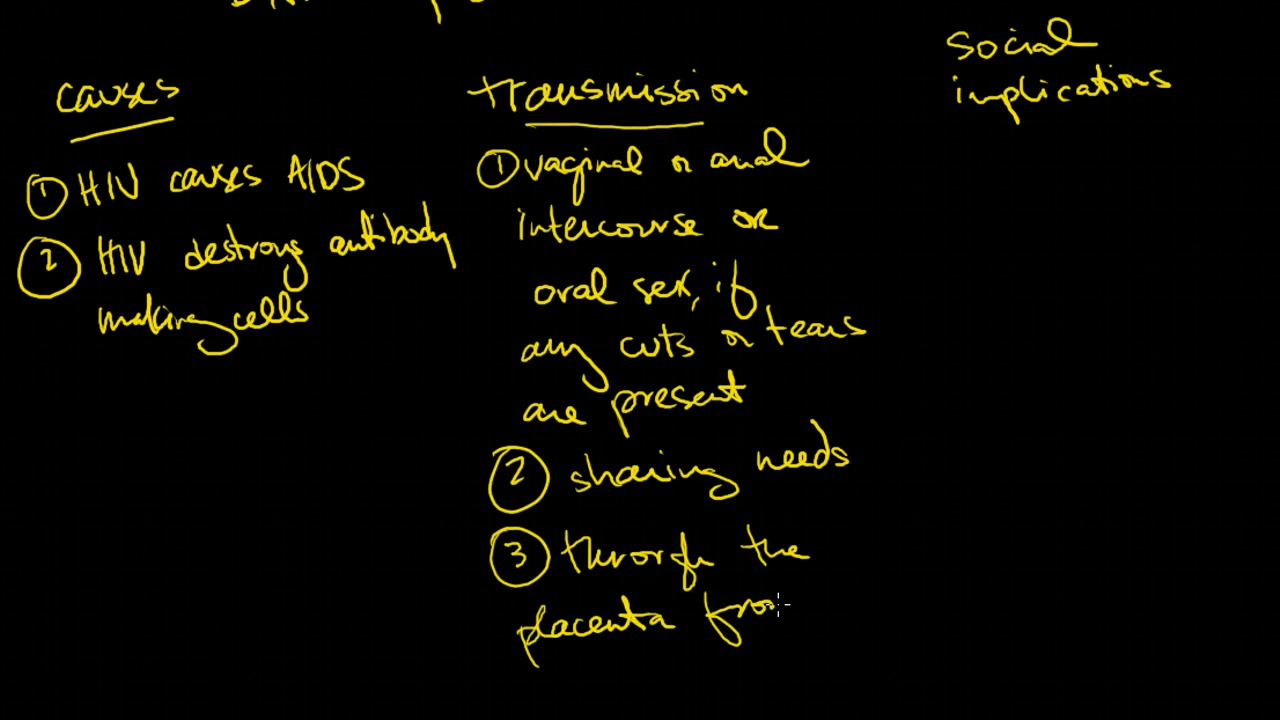 causes
① HIV causes AIDS
② HIV destroys antibody
making cells
transmission
① vaginal or anal
intercourse or
oral sex, if
any cuts or tears
are present
② sharing needs
③ through the
placenta fro
social
implications